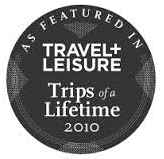 AS FEATURED IN
TRAVEL+
LEISURE
Trips of a
Lifetime
2010